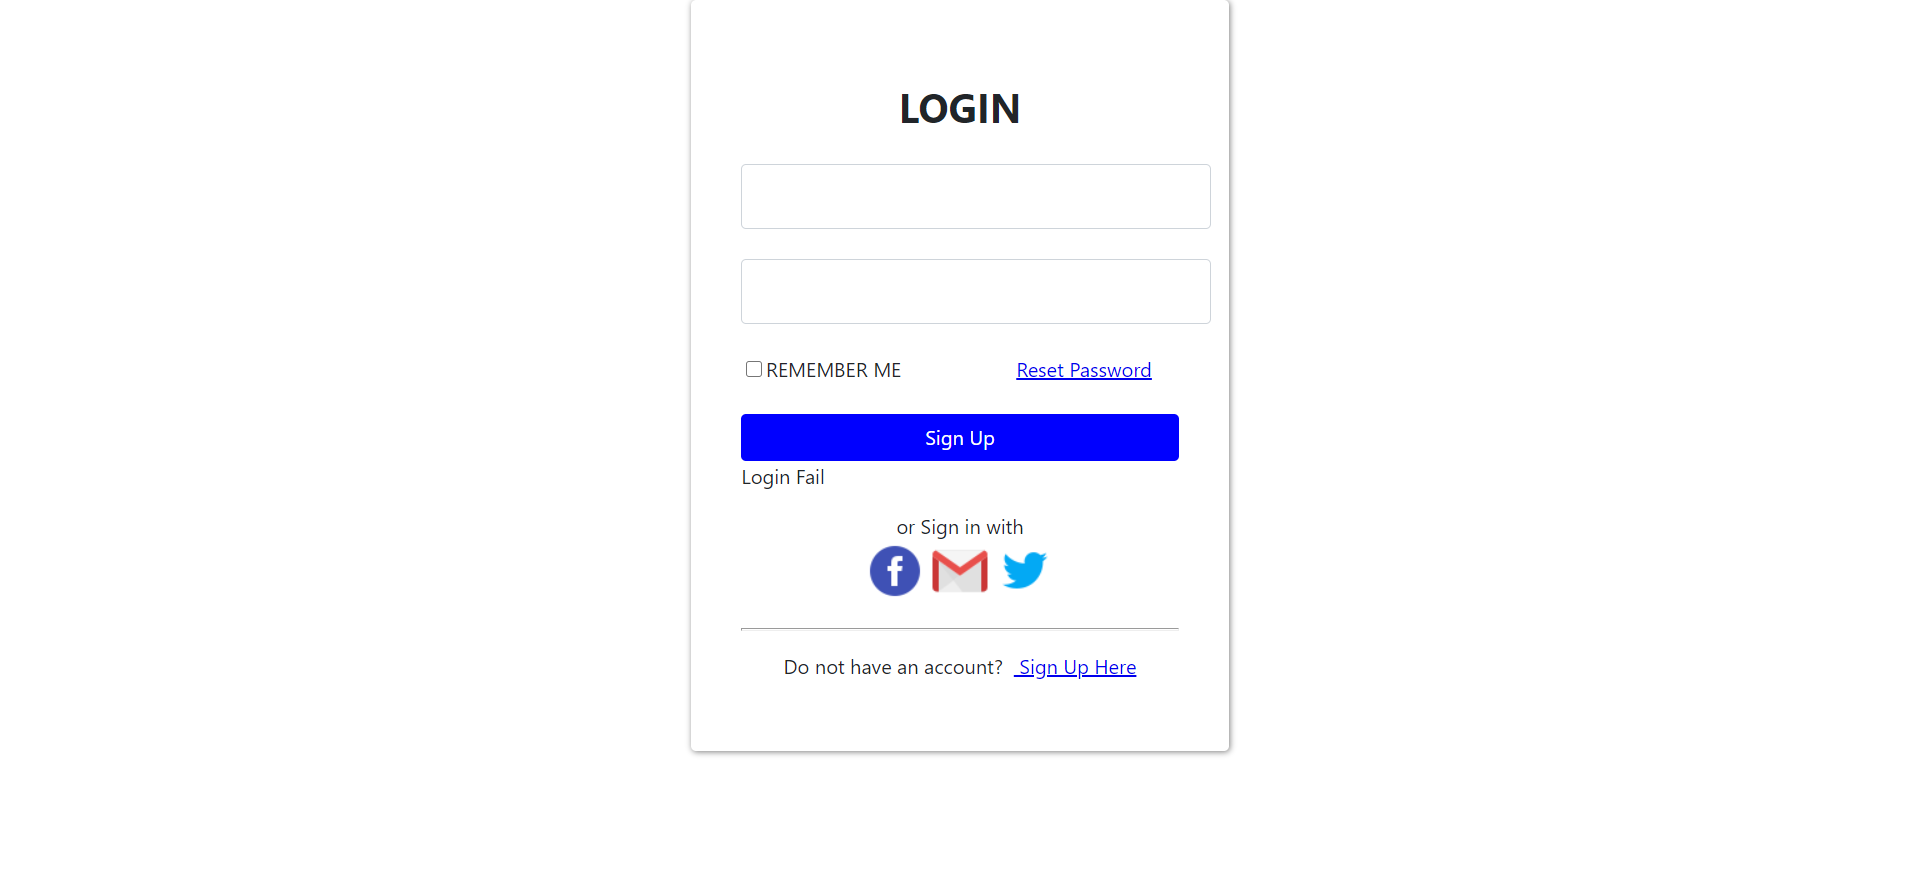 LOGIN
REMEMBER ME Reset Password
Sign Up
Login Fail
or Sign in with
f
Do not have an account? Sign Up Here